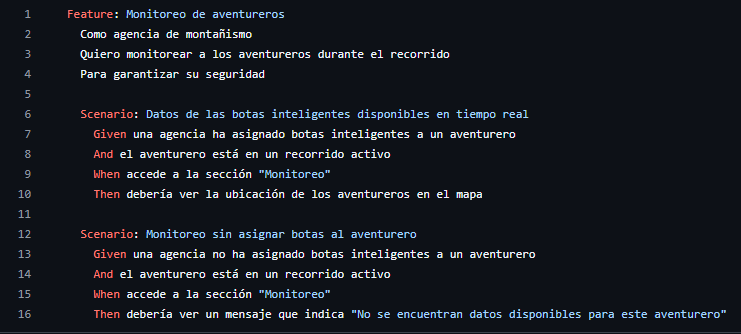 1 Feature: Monitoreo de aventureros
2 Como agencia de montañismo
3 Quiero monitorear a los aventureros durante el recorrido
4 Para garantizar su seguridad
5
6 Scenario: Datos de las botas inteligentes disponibles en tiempo real
7 Given una agencia ha asignado botas inteligentes a un aventurero
8 And el aventurero está en un recorrido activo
9 When accede a la sección "Monitoreo"
10 Then debería ver la ubicación de los aventureros en el mapa
11
12 Scenario: Monitoreo sin asignar botas al aventurero
13 Given una agencia no ha asignado botas inteligentes a un aventurero
14 And el aventurero está en un recorrido activo
15 When accede a la sección "Monitoreo"
16 Then debería ver un mensaje que indica "No se encuentran datos disponibles para este aventurero"